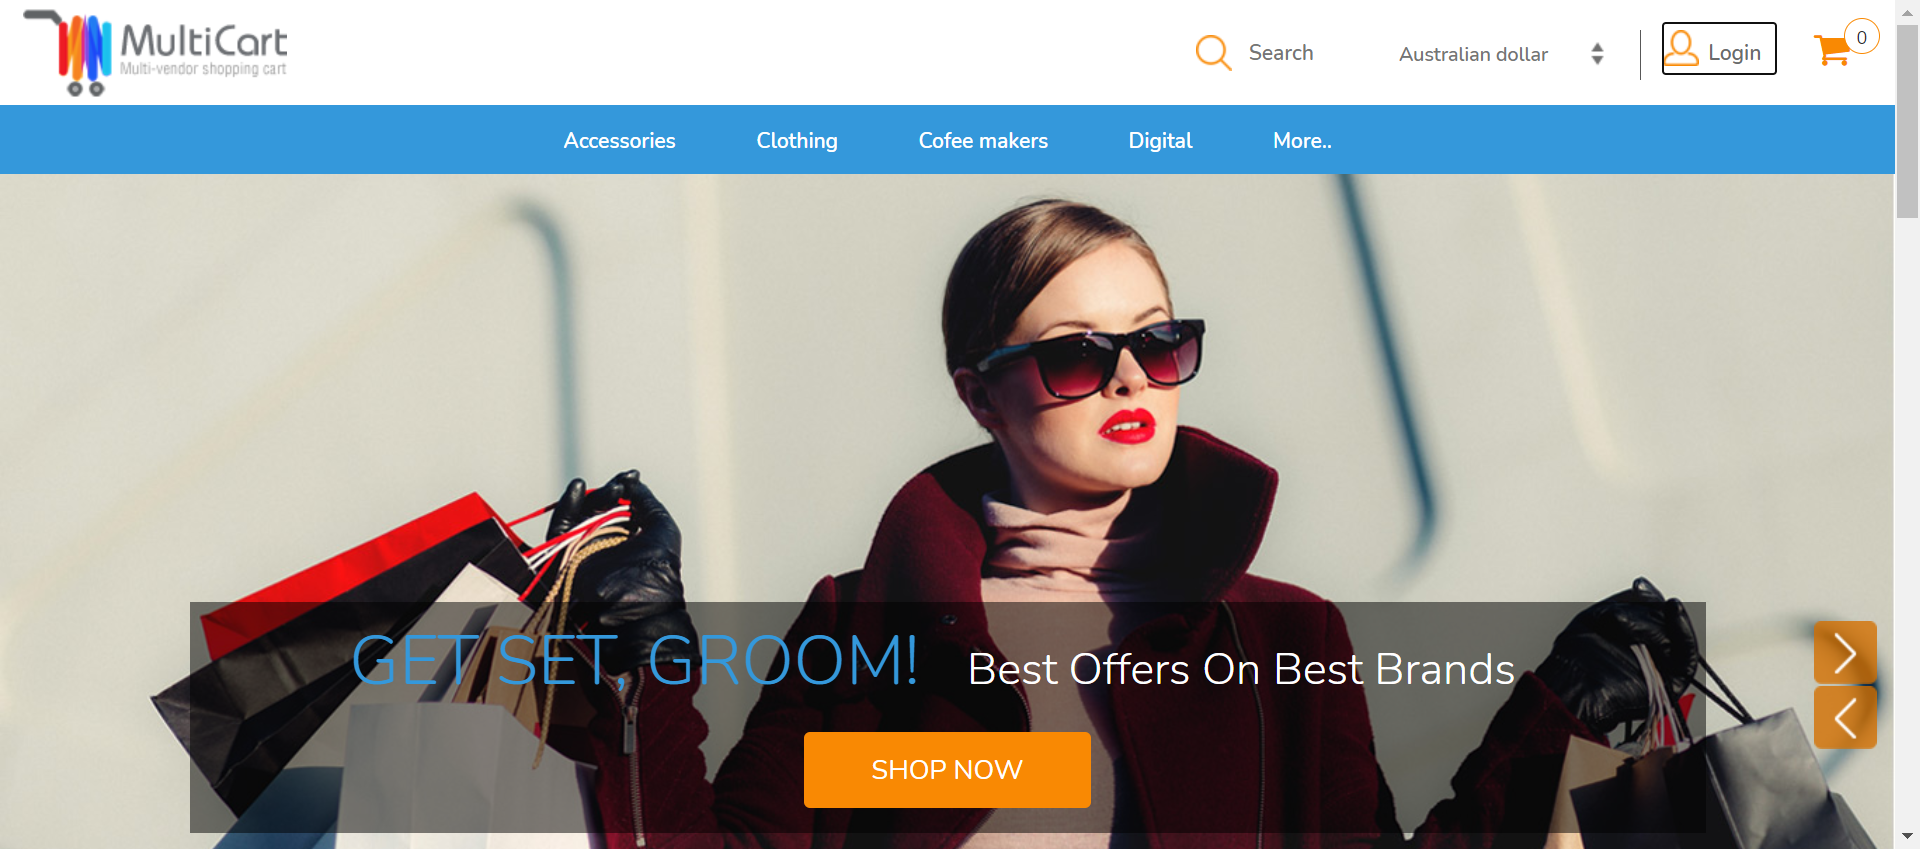 MultiCart
Multi-vendor shopping cart
Search
Australian dollar
Login
0
Accessories
Clothing
Cofee makers
Digital
More..
GET SET, GROOM!
Best Offers On Best Brands
SHOP NOW